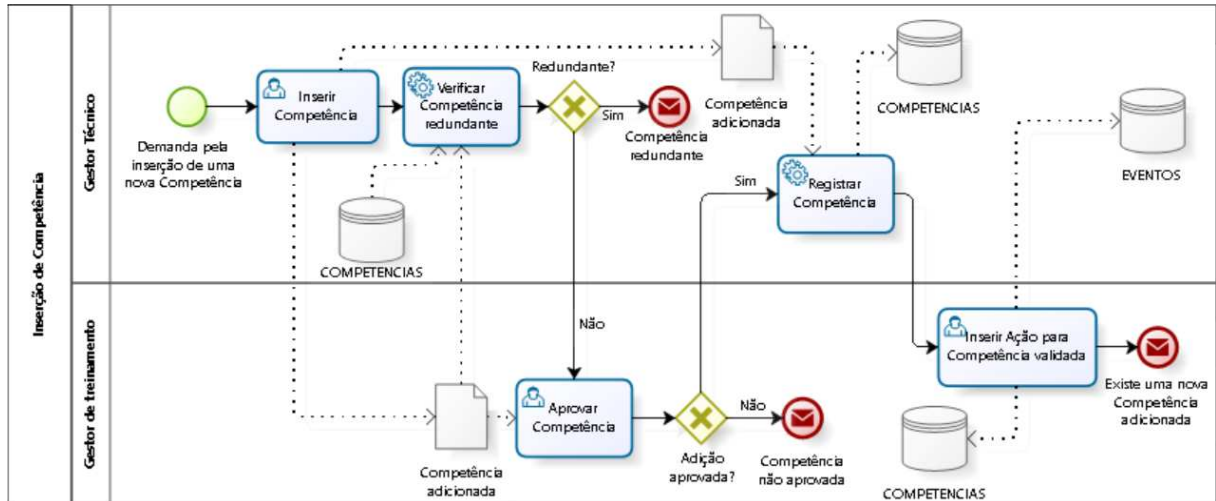 Inserção de Competência
Gestor Técnico
Demanda pela
inserção de uma
nova Competência
Inserir
Competência
Verificar
Competência
redundante
COMPETENCIAS
Redundante?
Sim
Competência
redundante
Não
Competência
adicionada
Sim
Registrar
Competência
COMPETENCIAS
EVENTOS
Gestor de treinamento
Competência
adicionada
Aprovar
Competência
Adição
aprovada?
Não
Competência
não aprovada
Inserir Ação para
Competência validada
COMPETENCIAS
Existe uma nova
Competência
adicionada